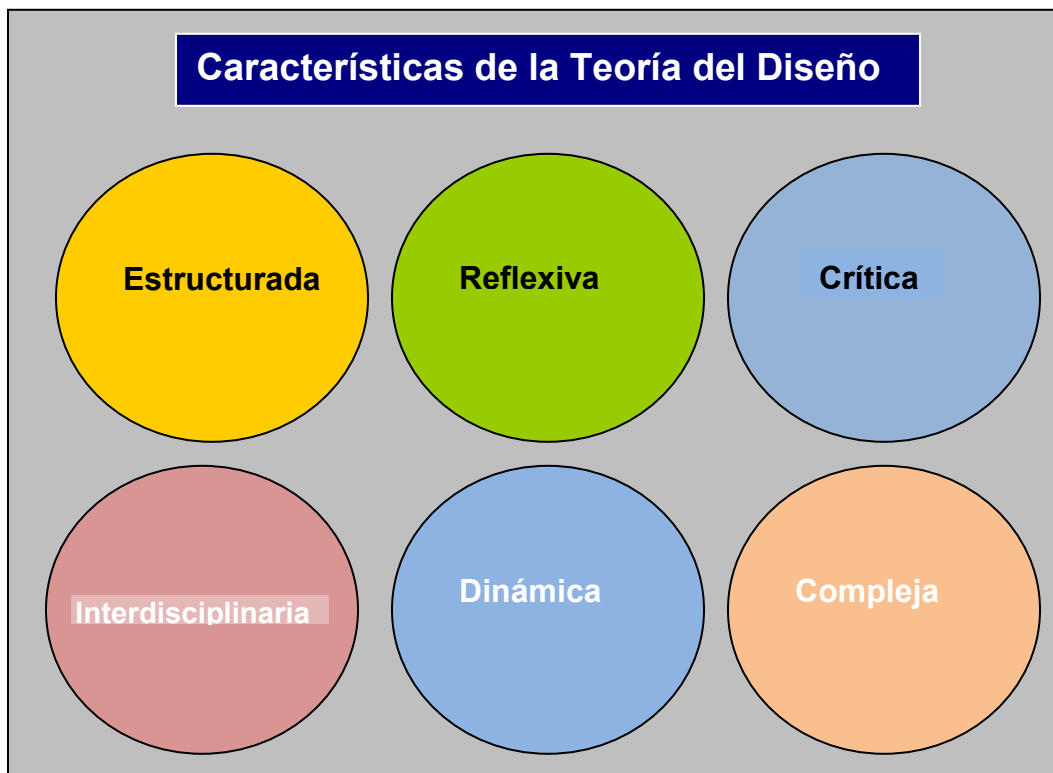 Características de la Teoría del Diseño
Estructurada
Reflexiva
Crítica
Interdisciplinaria
Dinámica
Compleja